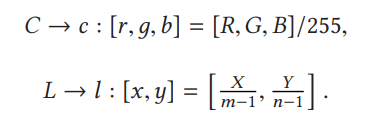 C → c : [r, g, b] = [R, G, B]/255,
L → l : [x, y] = [X/(m−1), Y/(n−1)].